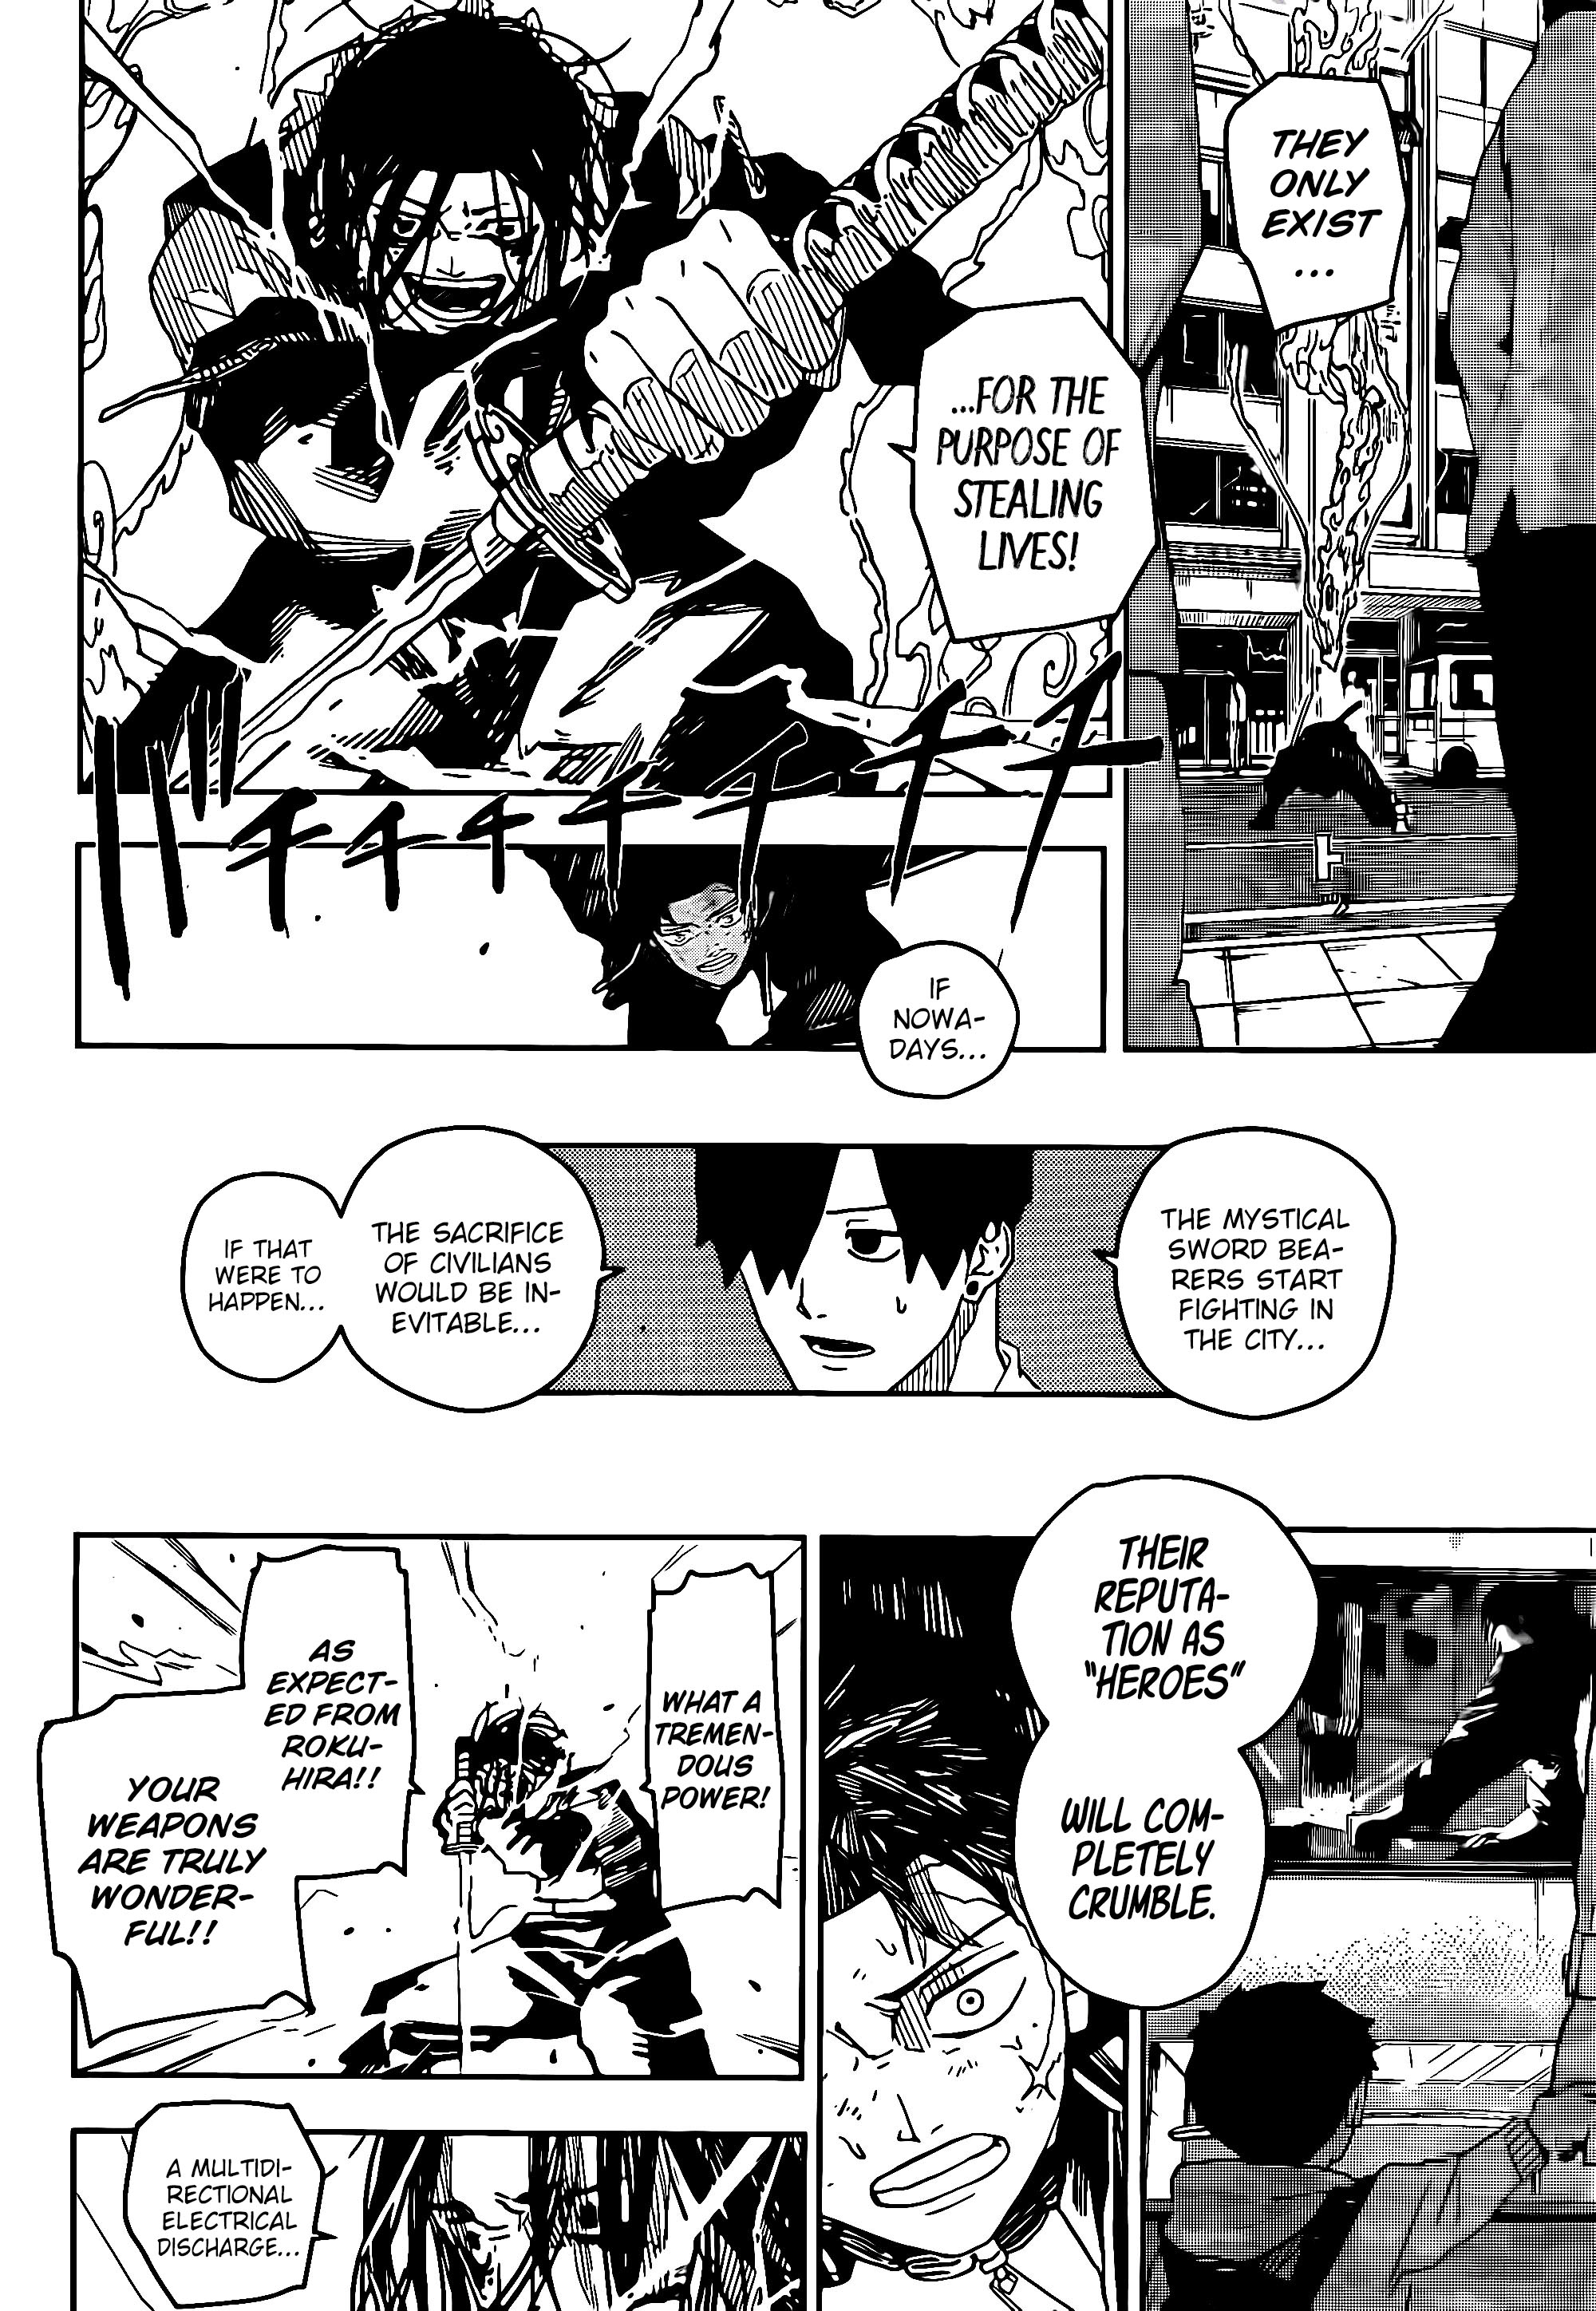 THEY
ONLY
EXIST
...
...FOR THE
PURPOSE OF
STEALING
LIVES!
チチチチチチチチ
IF
NOWA-
DAYS...
THE MYSTICAL
SWORD BEA-
RERS START
FIGHTING IN
THE CITY...
THE SACRIFICE
OF CIVILIANS
WOULD BE IN-
EVITABLE...
IF THAT
WERE TO
HAPPEN...
THEIR
REPUTA-
TION AS
"HEROES"
WILL COM-
PLETELY
CRUMBLE.
WHAT A
TREMEN-
DOUS
POWER!
AS
EXPECT-
ED FROM
ROKU-
HIRA!!
YOUR
WEAPONS
ARE TRULY
WONDER-
FUL!!
A MULTIDI-
RECTIONAL
ELECTRICAL
DISCHARGE...